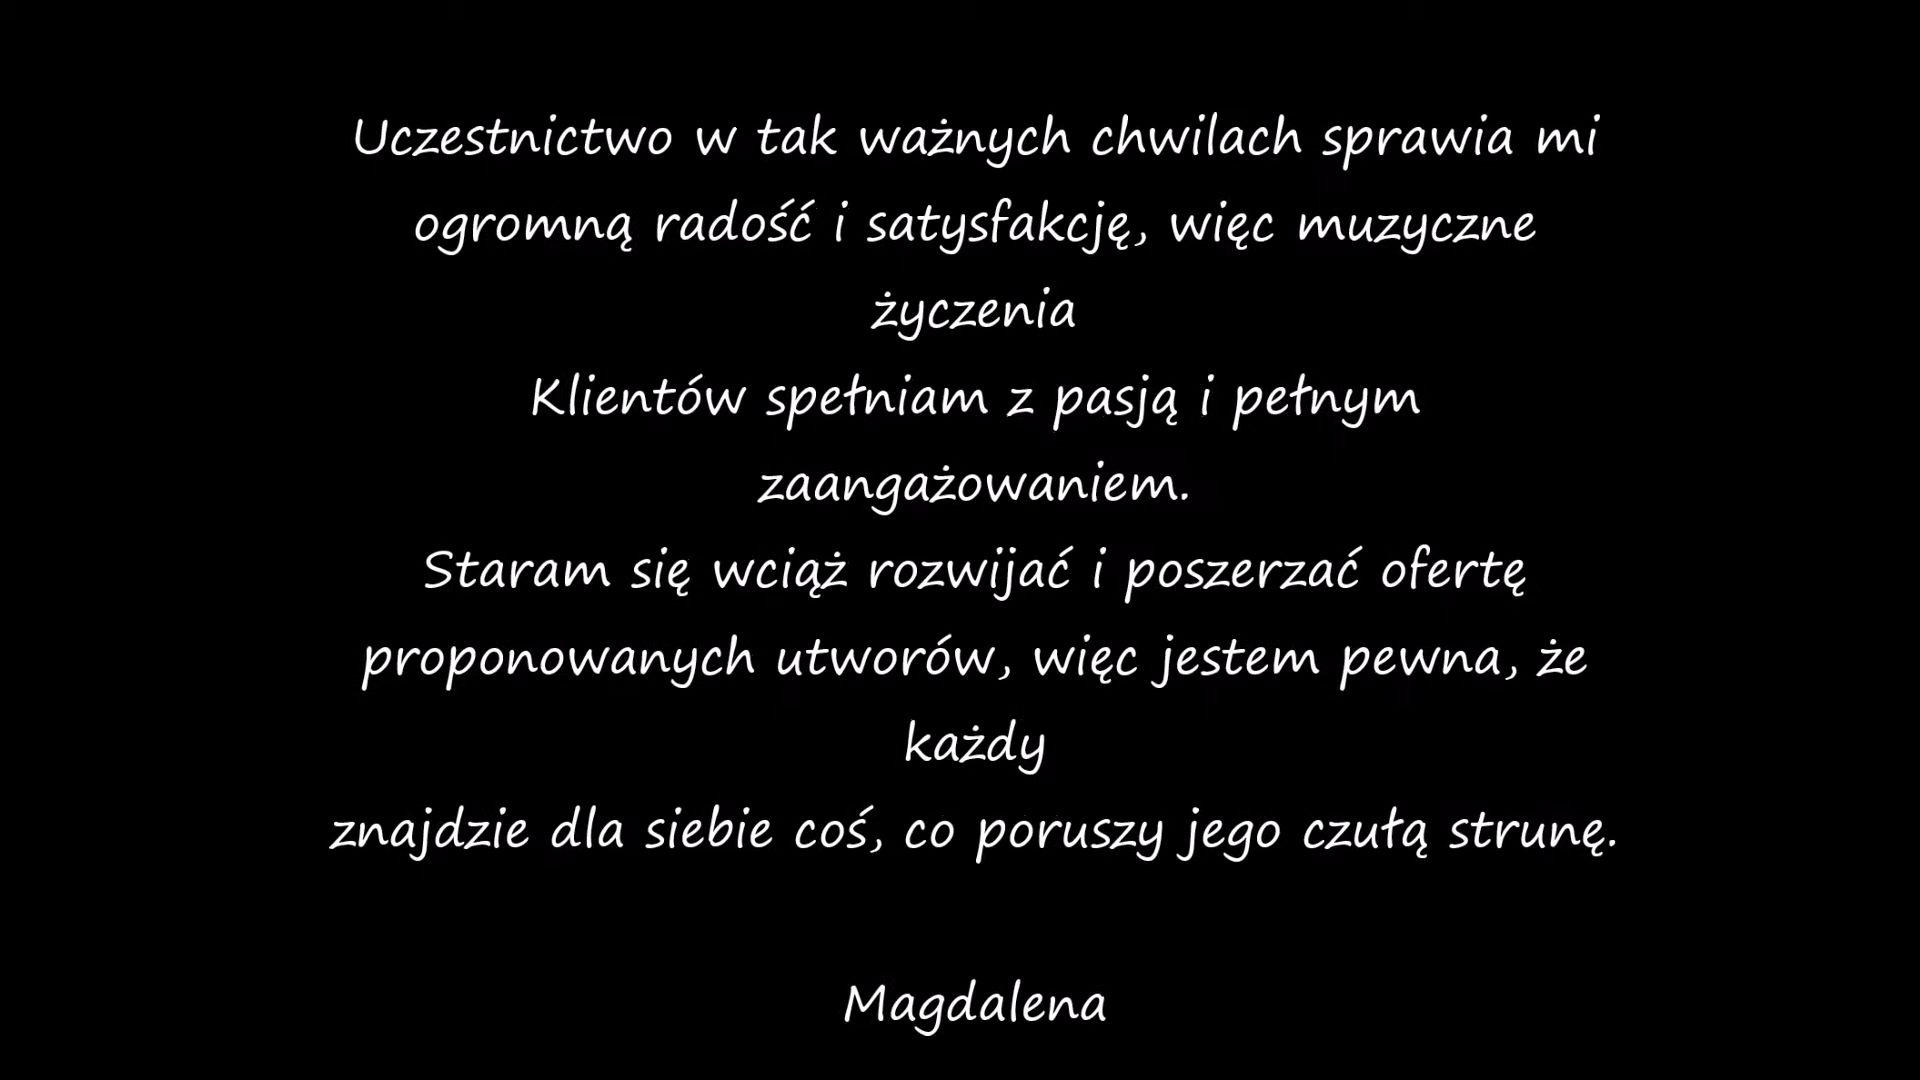 Uczestnictwo w tak ważnych chwilach sprawia mi
ogromną radość i satysfakcję, więc muzyczne
życzenia
Klientów spełniam z pasją i pełnym
zaangażowaniem.
Staram się wciąż rozwijać i poszerzać ofertę
proponowanych utworów, więc jestem pewna, że
każdy
znajdzie dla siebie coś, co poruszy jego czułą strunę.
Magdalena